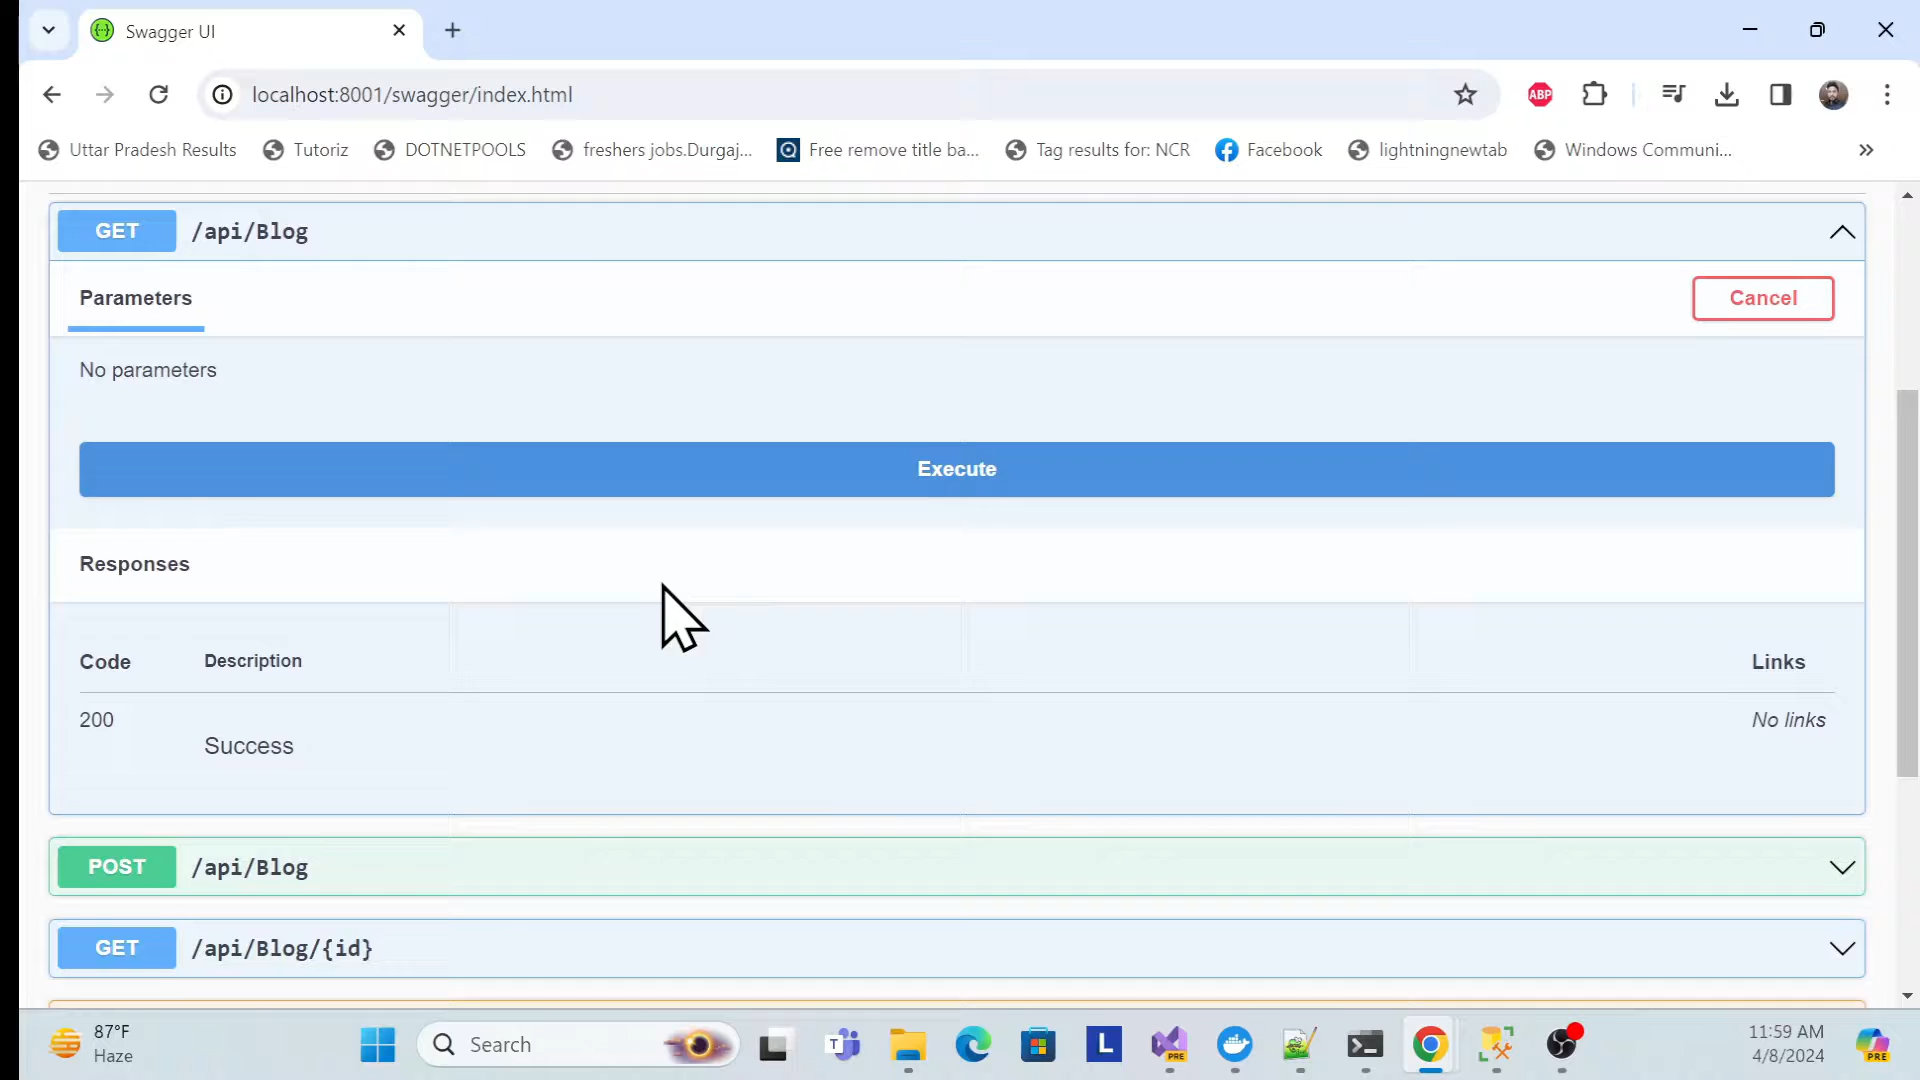 Swagger UI
localhost:8001/swagger/index.html
ABP
Uttar Pradesh Results
Tutoriz
DOTNETPOOLS
freshers jobs.Durgaj...
Free remove title ba...
Tag results for: NCR
Facebook
lightningnewtab
Windows Communi...
GET /api/Blog
Parameters
Cancel
No parameters
Execute
Responses
Code Description Links
200 No links
Success
POST /api/Blog
GET /api/Blog/{id}
87°F
Haze
Search
T
L
PRE
11:59 AM
4/8/2024
PRE